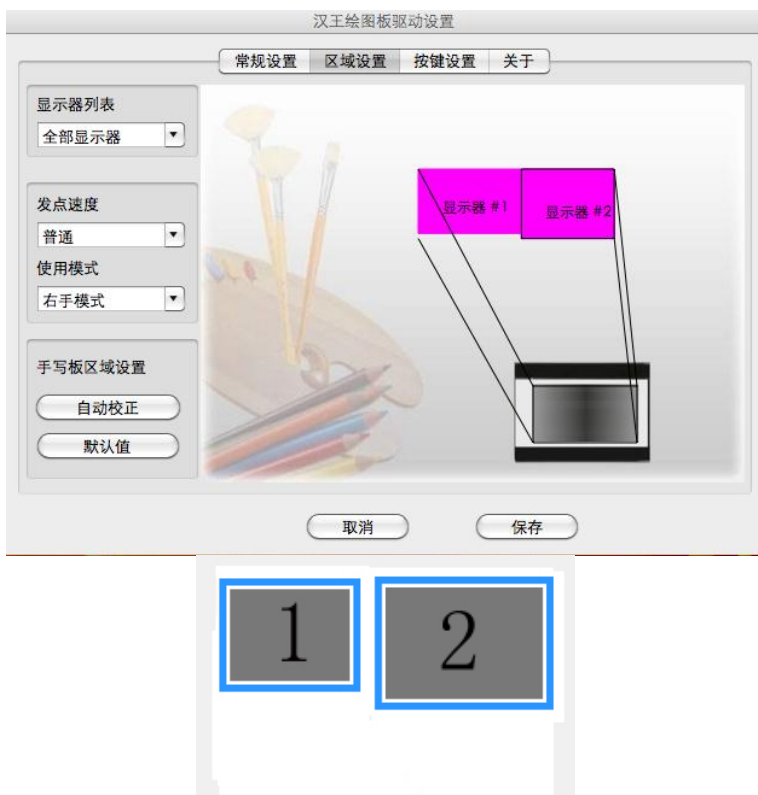 汉王绘图板驱动设置
常规设置 区域设置 按键设置 关于
显示器列表
全部显示器
发点速度
普通
使用模式
右手模式
手写板区域设置
自动校正
默认值
显示器 #1
显示器 #2
取消 保存
1 2